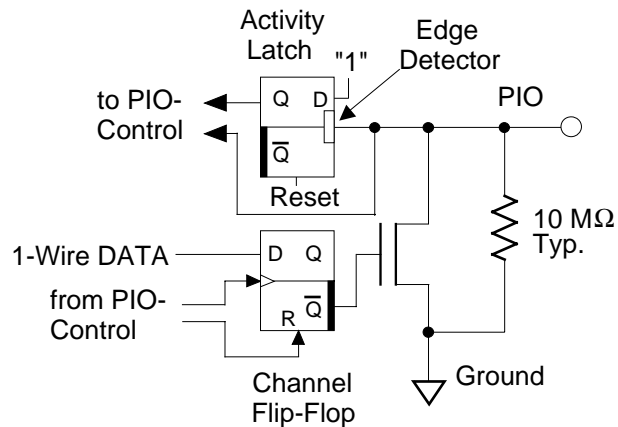 Activity
Latch
"1"
Edge
Detector
to PIO-
Control
Q
D
PIO
Q̅
Reset
10 MΩ
Typ.
1-Wire DATA
D
Q
from PIO-
Control
R
Q̅
Channel
Flip-Flop
Ground